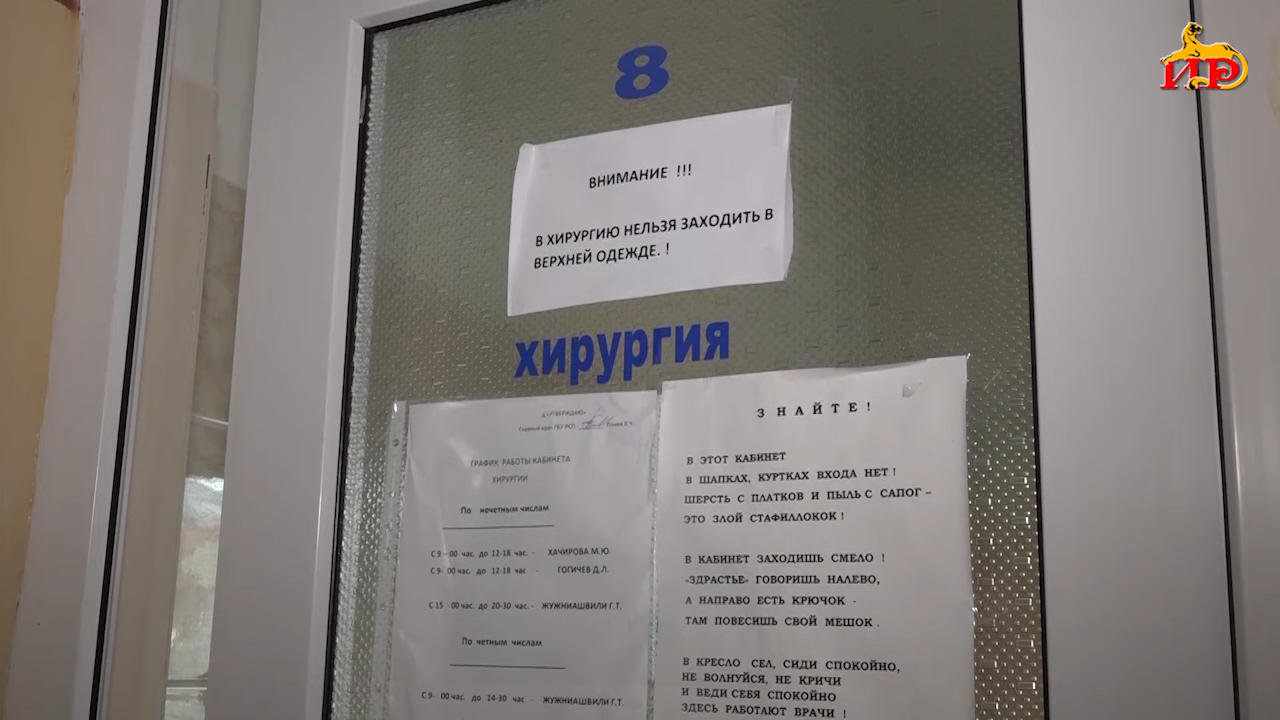 ИР
8
ВНИМАНИЕ !!!
В ХИРУРГИЮ НЕЛЬЗЯ ЗАХОДИТЬ В
ВЕРХНЕЙ ОДЕЖДЕ. !
хирургия
«УТВЕРЖДАЮ»
Главный врач ГБУ РСП
ГРАФИК РАБОТЫ КАБИНЕТА
ХИРУРГИИ
По нечетным числам
С 9 – 00 час. до 12-18 час. - ХАЧИРОВА М.Ю.
С 9- 00 час. до 12-18 час - ГОГИЧЕВ Д.Л.
С 15 - 00 час. до 20-30 час. - ЖУЖНИАШВИЛИ Г.Т.
По четным числам
С 9- 00 час. до 14-30 час - ЖУЖНИАШВИЛИ Г.Т.
З Н А Й Т Е !
В ЭТОТ КАБИНЕТ
В ШАПКАХ, КУРТКАХ ВХОДА НЕТ !
ШЕРСТЬ С ПЛАТКОВ И ПЫЛЬ С САПОГ –
ЭТО ЗЛОЙ СТАФИЛЛОКОК !
В КАБИНЕТ ЗАХОДИШЬ СМЕЛО !
«ЗДРАСТЬЕ» ГОВОРИШЬ НАЛЕВО,
А НАПРАВО ЕСТЬ КРЮЧОК -
ТАМ ПОВЕСИШЬ СВОЙ МЕШОК .
В КРЕСЛО СЕЛ, СИДИ СПОКОЙНО,
НЕ ВОЛНУЙСЯ, НЕ КРИЧИ
И ВЕДИ СЕБЯ СПОКОЙНО
ЗДЕСЬ РАБОТАЮТ ВРАЧИ !